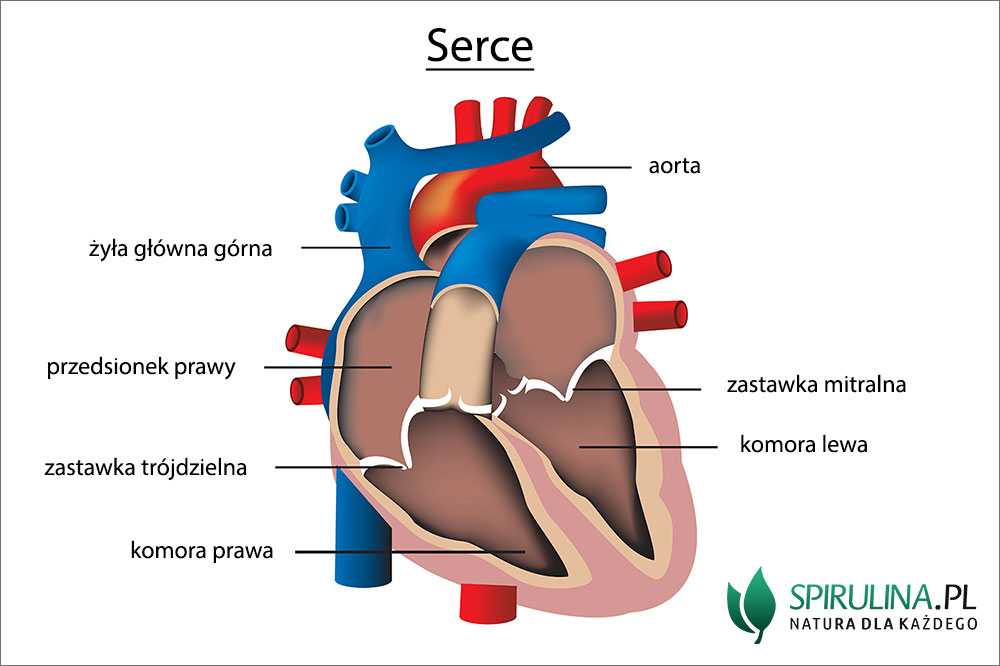 Serce
aorta
żyła główna górna
przedsionek prawy
zastawka mitralna
komora lewa
zastawka trójdzielna
komora prawa
SPIRULINA.PL
NATURA DLA KAŻDEGO